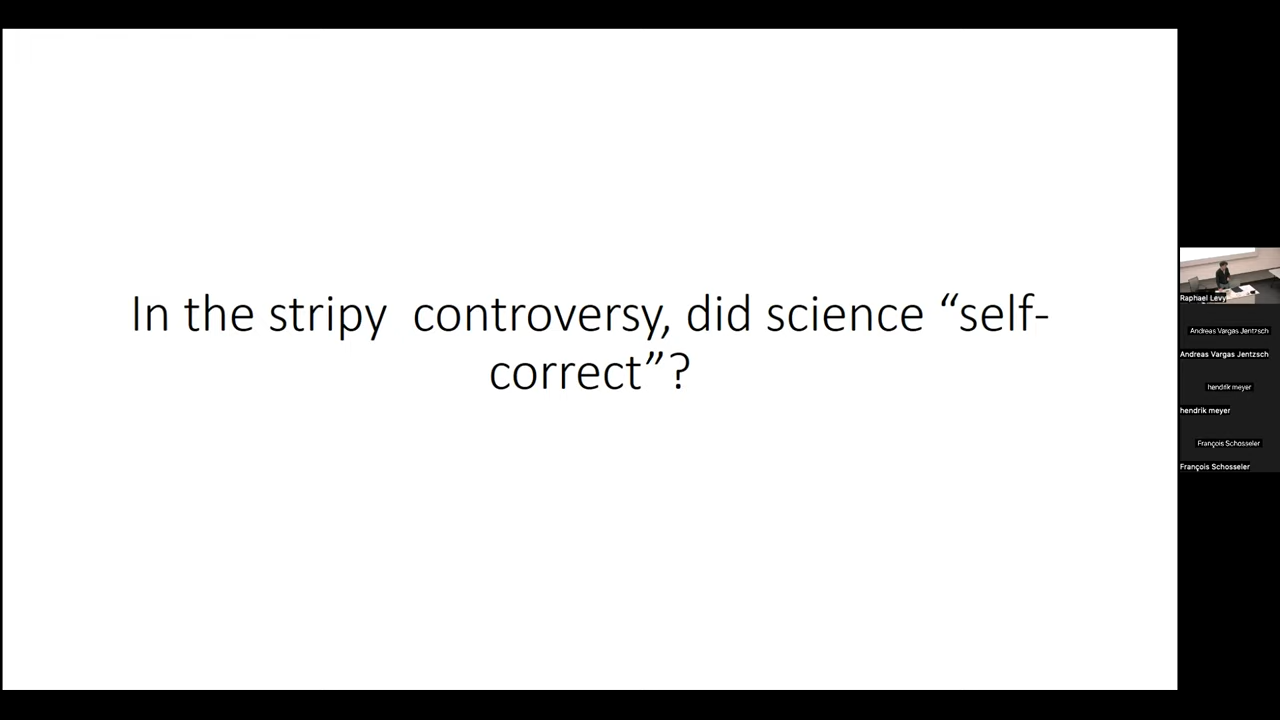 In the stripy  controversy, did science “self-
correct”?
Raphael Levy
Andreas Vargas Jentzsch
Andreas Vargas Jentzsch
hendrik meyer
hendrik meyer
François Schosseler
François Schosseler